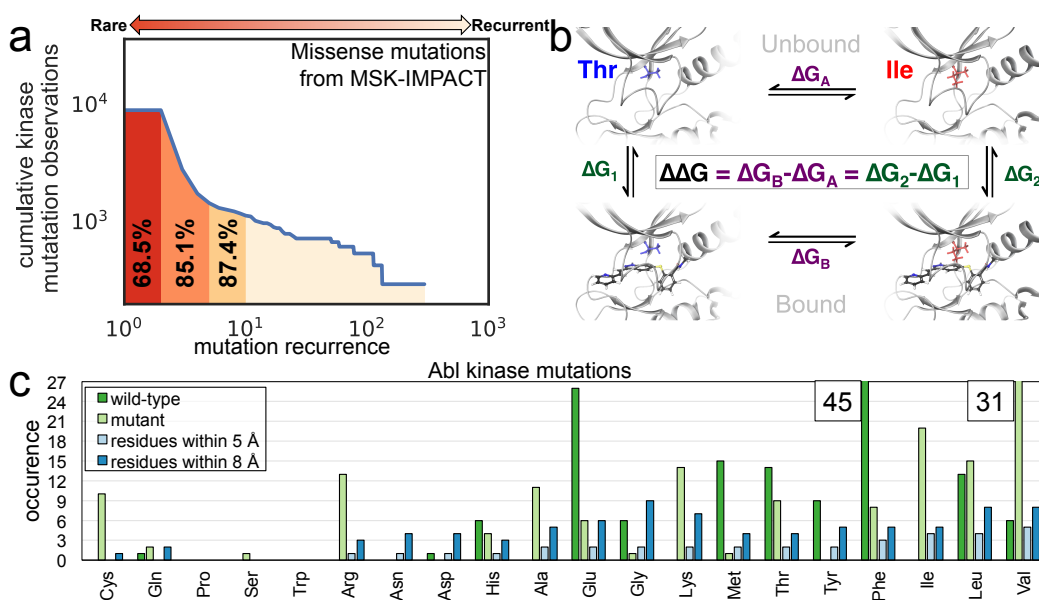 a
Rare
Recurrent
Missense mutations
from MSK-IMPACT
cumulative kinase
mutatation observations
10^4
10^3
68.5%
85.1%
87.4%
10^0
10^1
10^2
10^3
mutation recurrence
b
Unbound
Thr
Ile
ΔG_A
ΔG_1
ΔΔG = ΔG_B-ΔG_A = ΔG_2-ΔG_1
ΔG_2
ΔG_B
Bound
c
Abl kinase mutations
occurence
27
24
21
18
15
12
9
6
3
0
wild-type
mutant
residues within 5 Å
residues within 8 Å
45
31
Cys
Gln
Pro
Ser
Trp
Arg
Asn
Asp
His
Ala
Glu
Gly
Lys
Met
Thr
Tyr
Phe
Ile
Leu
Val